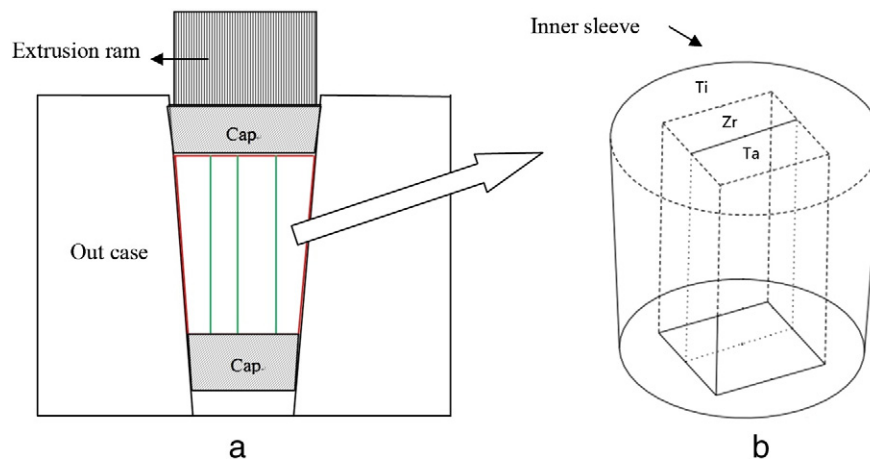 Extrusion ram
Cap
Out case
Cap
a
Inner sleeve
Ti
Zr
Ta
b